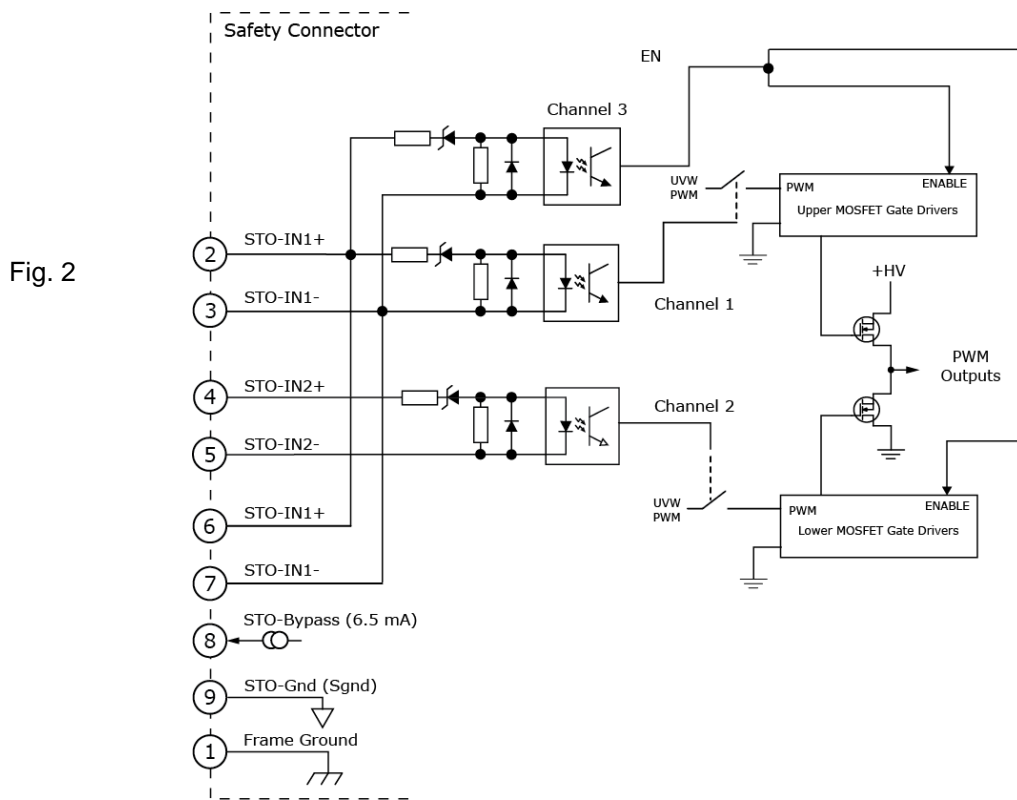 Fig. 2
Safety Connector
EN
Channel 3
UVW
PWM
PWM
ENABLE
Upper MOSFET Gate Drivers
2
STO-IN1+
3
STO-IN1-
Channel 1
+HV
PWM
Outputs
4
STO-IN2+
5
STO-IN2-
Channel 2
UVW
PWM
PWM
ENABLE
Lower MOSFET Gate Drivers
6
STO-IN1+
7
STO-IN1-
8
STO-Bypass (6.5 mA)
9
STO-Gnd (Sgnd)
1
Frame Ground